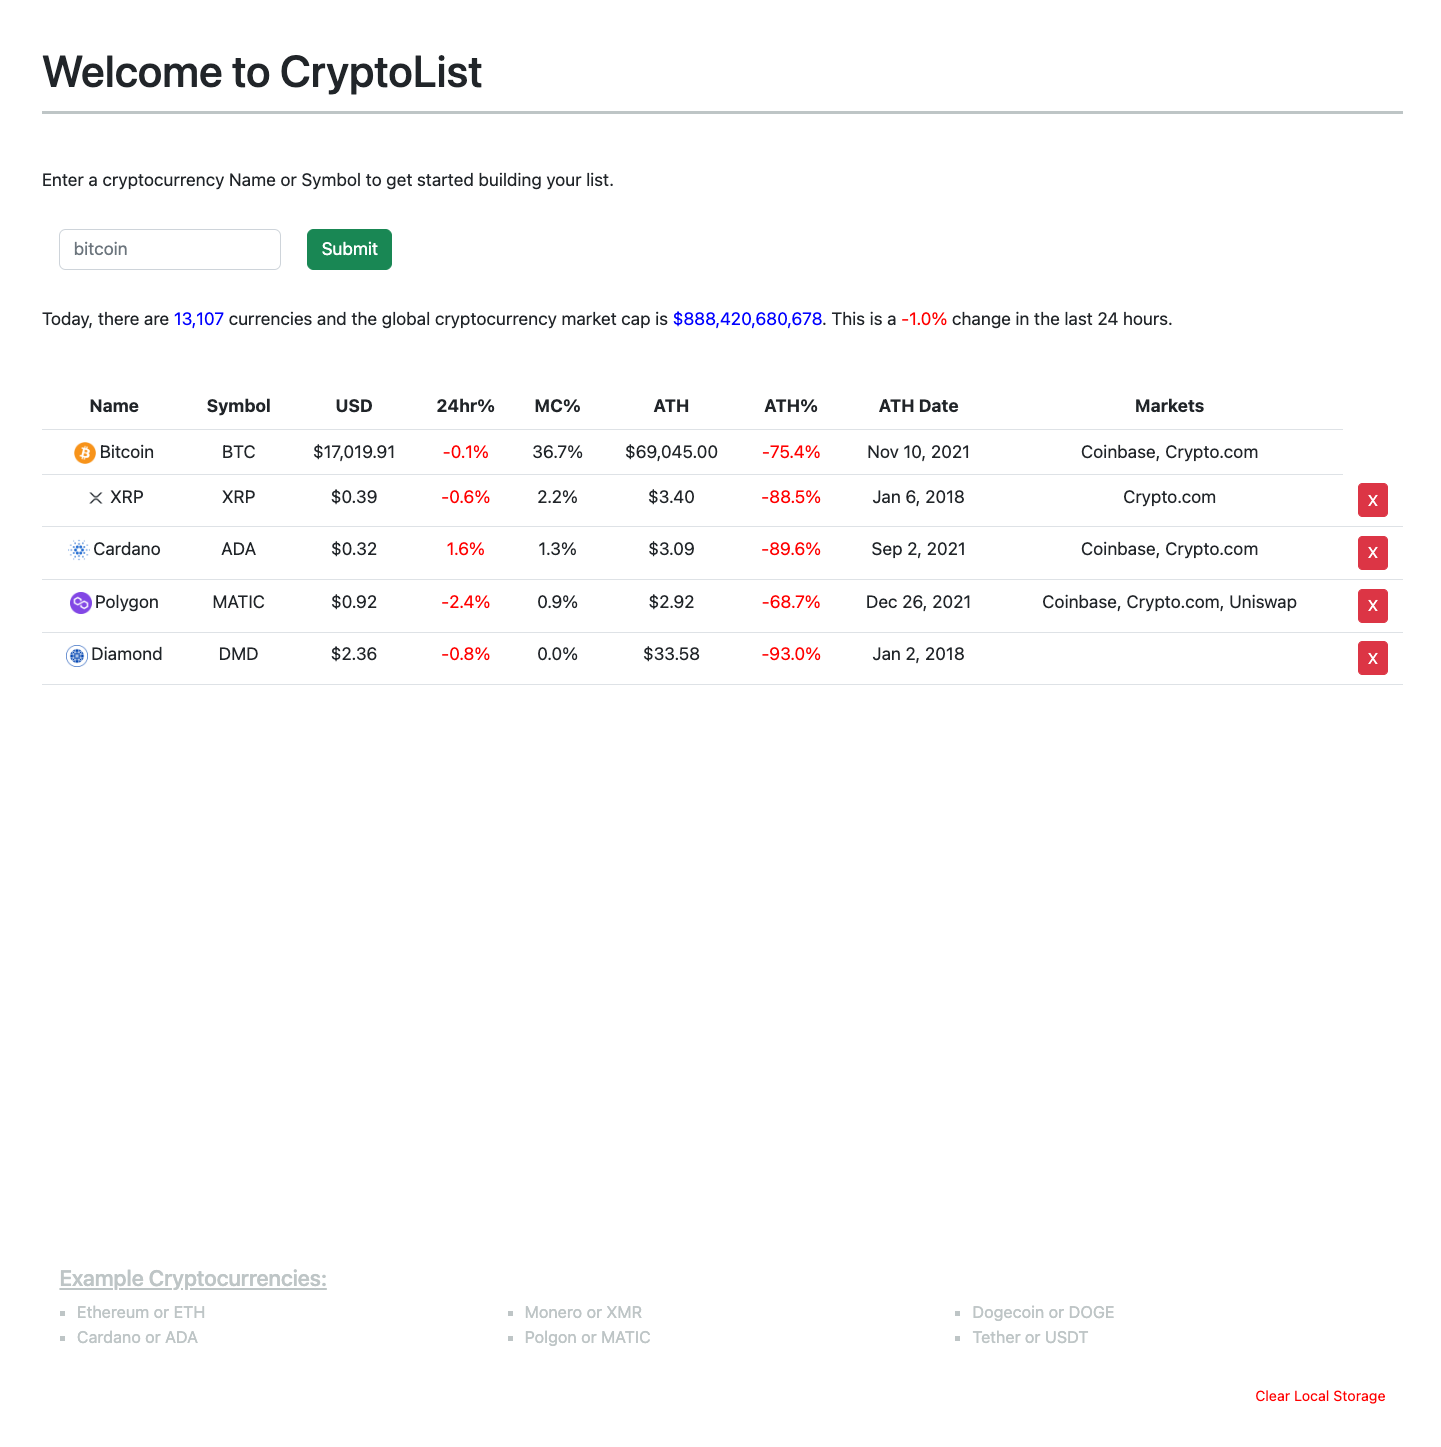 Welcome to CryptoList
Enter a cryptocurrency Name or Symbol to get started building your list.
bitcoin Submit
Today, there are 13,107 currencies and the global cryptocurrency market cap is $888,420,680,678. This is a -1.0% change in the last 24 hours.
Name Symbol USD 24hr% MC% ATH ATH% ATH Date Markets
Bitcoin BTC $17,019.91 -0.1% 36.7% $69,045.00 -75.4% Nov 10, 2021 Coinbase, Crypto.com
XRP XRP $0.39 -0.6% 2.2% $3.40 -88.5% Jan 6, 2018 Crypto.com X
Cardano ADA $0.32 1.6% 1.3% $3.09 -89.6% Sep 2, 2021 Coinbase, Crypto.com X
Polygon MATIC $0.92 -2.4% 0.9% $2.92 -68.7% Dec 26, 2021 Coinbase, Crypto.com, Uniswap X
Diamond DMD $2.36 -0.8% 0.0% $33.58 -93.0% Jan 2, 2018 X
Example Cryptocurrencies:
Ethereum or ETH Monero or XMR Dogecoin or DOGE
Cardano or ADA Polgon or MATIC Tether or USDT
Clear Local Storage